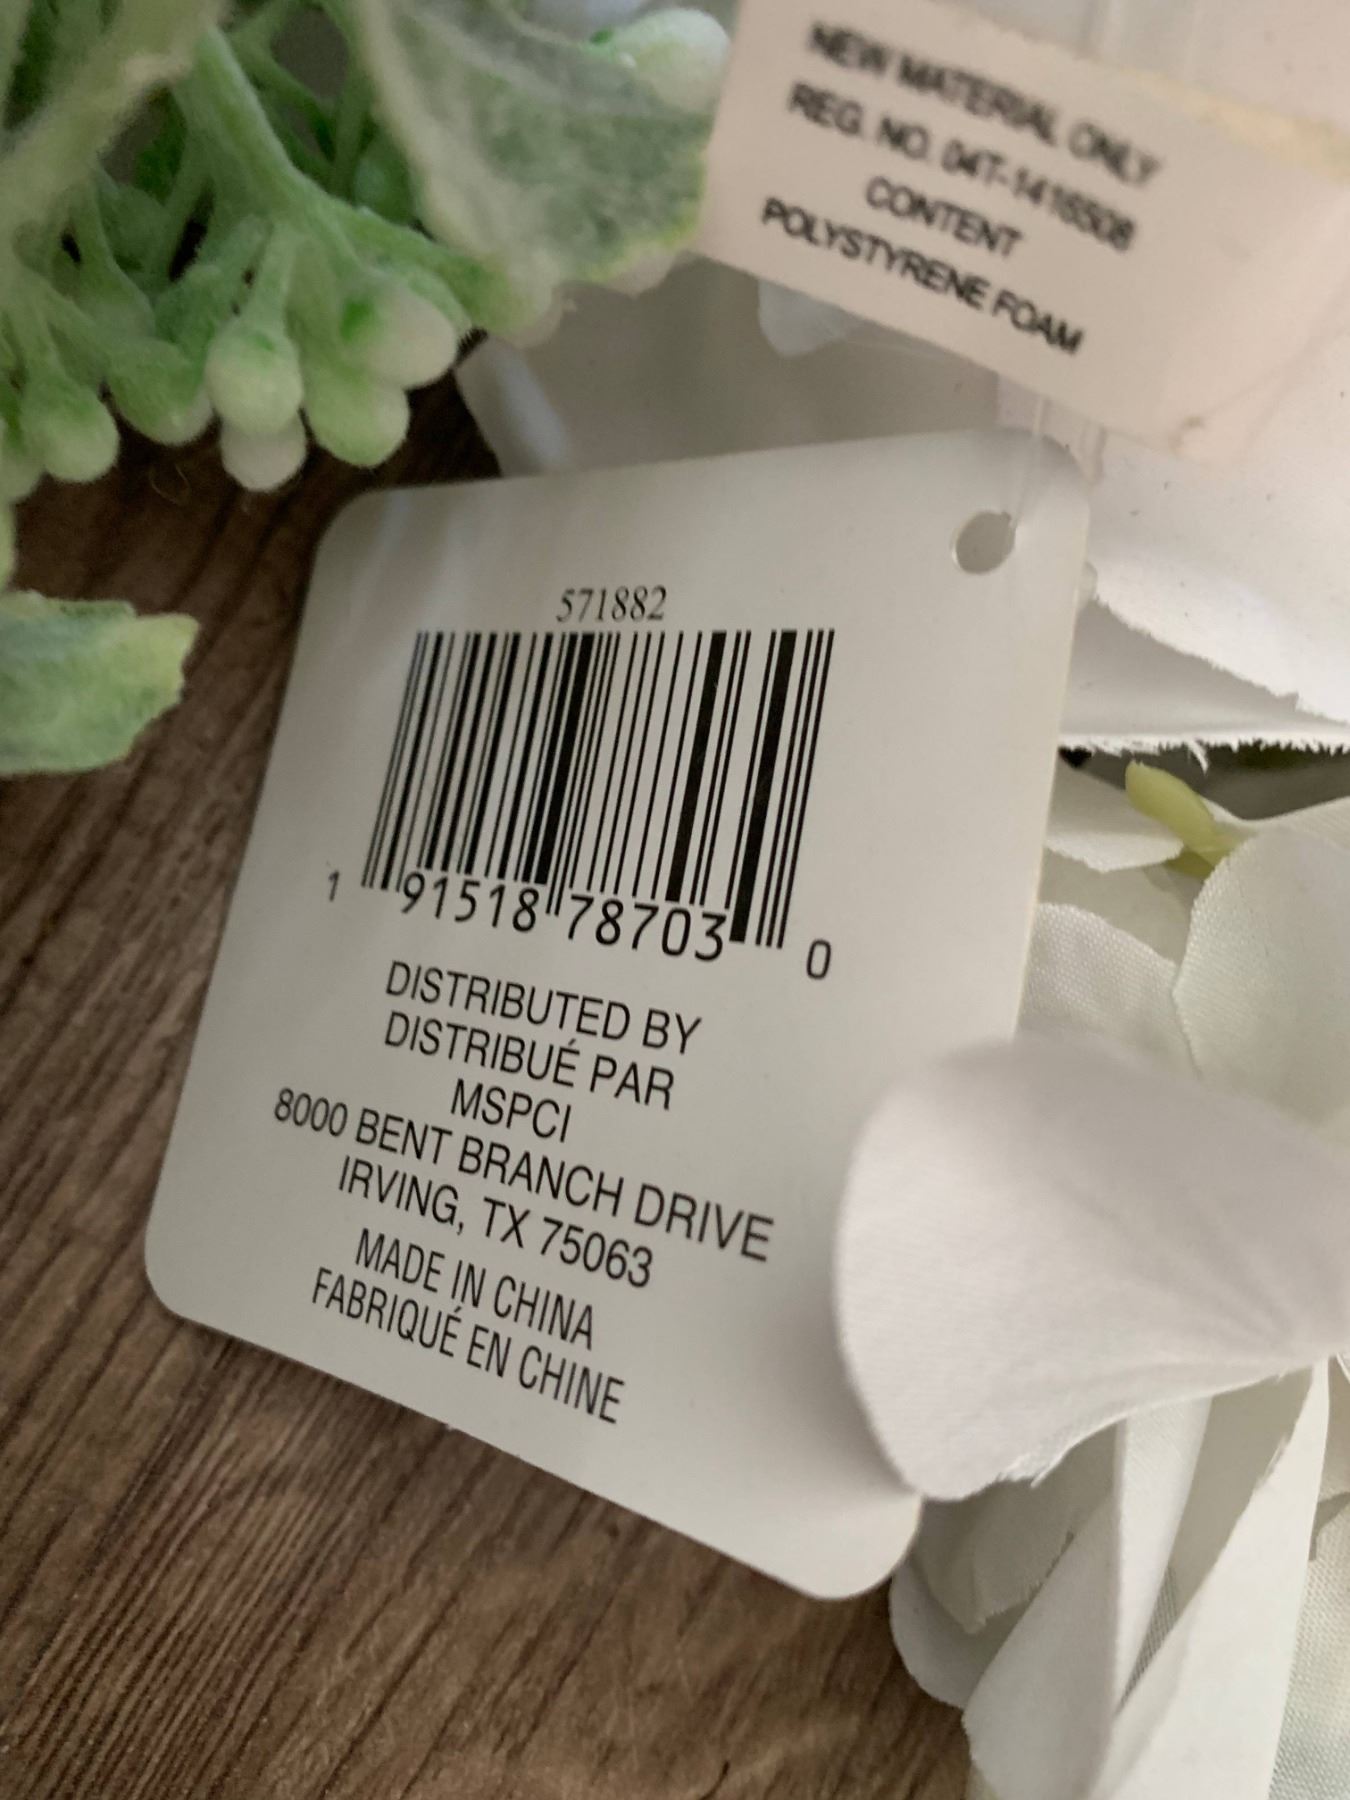 NEW MATERIAL ONLY
REG. NO. 04T-1416508
CONTENT
POLYSTYRENE FOAM
571882
1 91518 78703 0
DISTRIBUTED BY
DISTRIBUÉ PAR
MSPCI
8000 BENT BRANCH DRIVE
IRVING, TX 75063
MADE IN CHINA
FABRIQUÉ EN CHINE